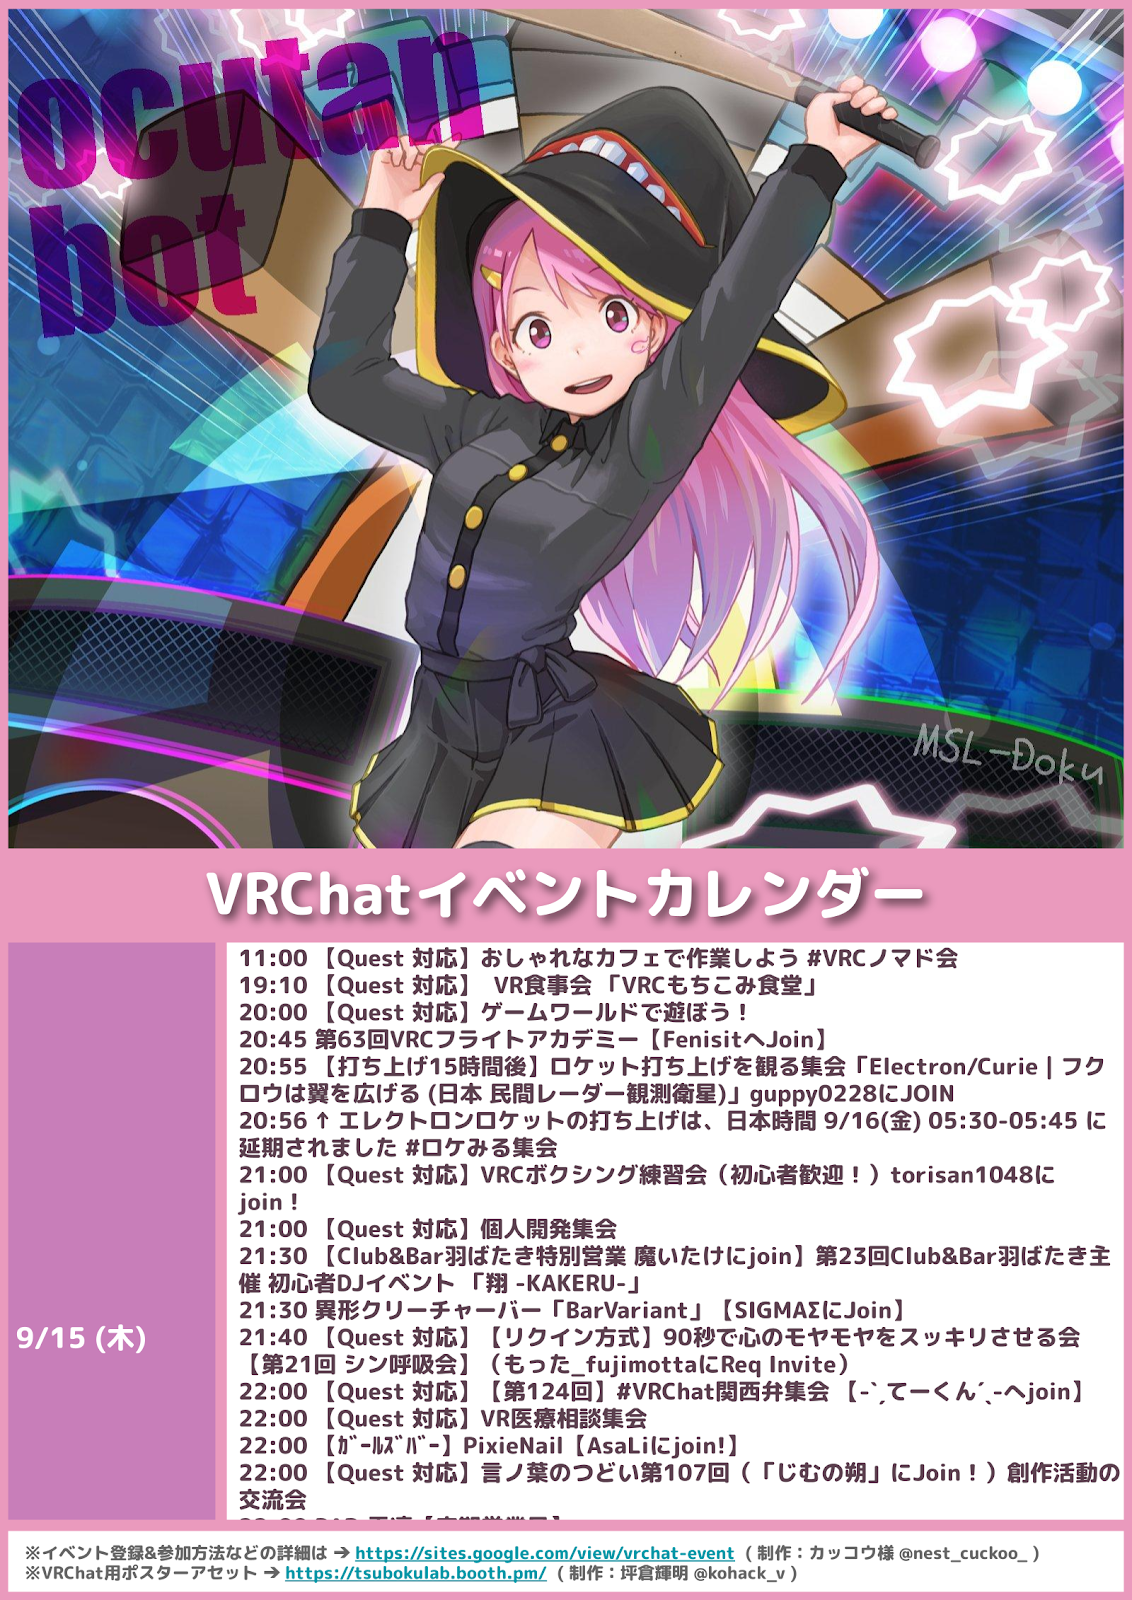 ocutan
bot
MSL-Doku
VRChatイベントカレンダー
9/15 (木)
11:00 【Quest 対応】おしゃれなカフェで作業しよう #VRCノマド会
19:10 【Quest 対応】 VR食事会 「VRCもちこみ食堂」
20:00 【Quest 対応】ゲームワールドで遊ぼう！
20:45 第63回VRCフライトアカデミー【FenisitへJoin】
20:55 【打ち上げ15時間後】ロケット打ち上げを観る集会「Electron/Curie | フク
ロウは翼を広げる (日本 民間レーダー観測衛星)」guppy0228にJOIN
20:56 ↑ エレクトロンロケットの打ち上げは、日本時間 9/16(金) 05:30-05:45 に
延期されました #ロケみる集会
21:00 【Quest 対応】VRCボクシング練習会（初心者歓迎！）torisan1048に
join！
21:00 【Quest 対応】個人開発集会
21:30 【Club&Bar羽ばたき特別営業 魔いたけにjoin】第23回Club&Bar羽ばたき主
催 初心者DJイベント 「翔 -KAKERU-」
21:30 異形クリーチャーバー「BarVariant」【SIGMAΣにJoin】
21:40 【Quest 対応】【リクイン方式】90秒で心のモヤモヤをスッキリさせる会
【第21回 シン呼吸会】（もった_fujimottaにReq Invite）
22:00 【Quest 対応】【第124回】#VRChat関西弁集会 【-`ˏてーくん´ˎ-へjoin】
22:00 【Quest 対応】VR医療相談集会
22:00 【ｶﾞｰﾙｽﾞﾊﾞｰ】PixieNail【AsaLiにjoin!】
22:00 【Quest 対応】言ノ葉のつどい第107回（「じむの朔」にJoin！）創作活動の
交流会
※イベント登録&参加方法などの詳細は → https://sites.google.com/view/vrchat-event （制作：カッコウ様 @nest_cuckoo_ ）
※VRChat用ポスターアセット → https://tsubokulab.booth.pm/ （制作：坪倉輝明 @kohack_v ）